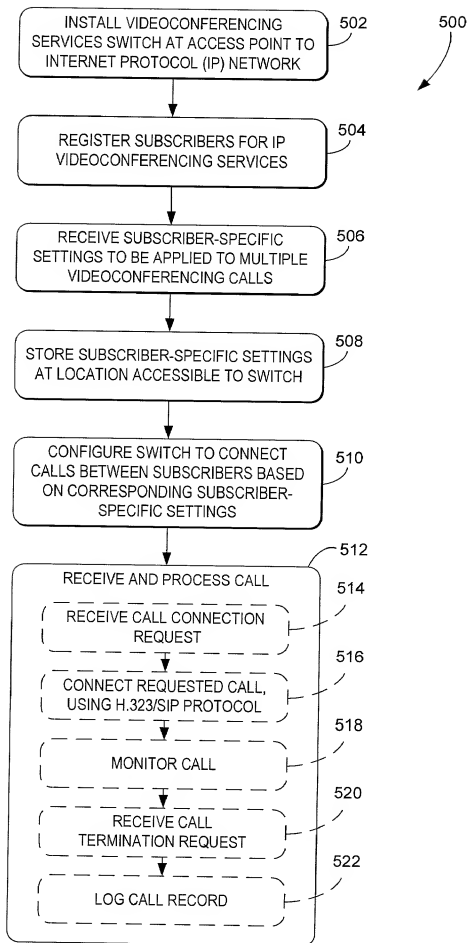 INSTALL VIDEOCONFERENCING
SERVICES SWITCH AT ACCESS POINT TO
INTERNET PROTOCOL (IP) NETWORK
502
500
REGISTER SUBSCRIBERS FOR IP
VIDEOCONFERENCING SERVICES
504
RECEIVE SUBSCRIBER-SPECIFIC
SETTINGS TO BE APPLIED TO MULTIPLE
VIDEOCONFERENCING CALLS
506
STORE SUBSCRIBER-SPECIFIC SETTINGS
AT LOCATION ACCESSIBLE TO SWITCH
508
CONFIGURE SWITCH TO CONNECT
CALLS BETWEEN SUBSCRIBERS BASED
ON CORRESPONDING SUBSCRIBER-
SPECIFIC SETTINGS
510
512
RECEIVE AND PROCESS CALL
RECEIVE CALL CONNECTION
REQUEST
514
CONNECT REQUESTED CALL,
USING H.323/SIP PROTOCOL
516
MONITOR CALL
518
RECEIVE CALL
TERMINATION REQUEST
520
LOG CALL RECORD
522